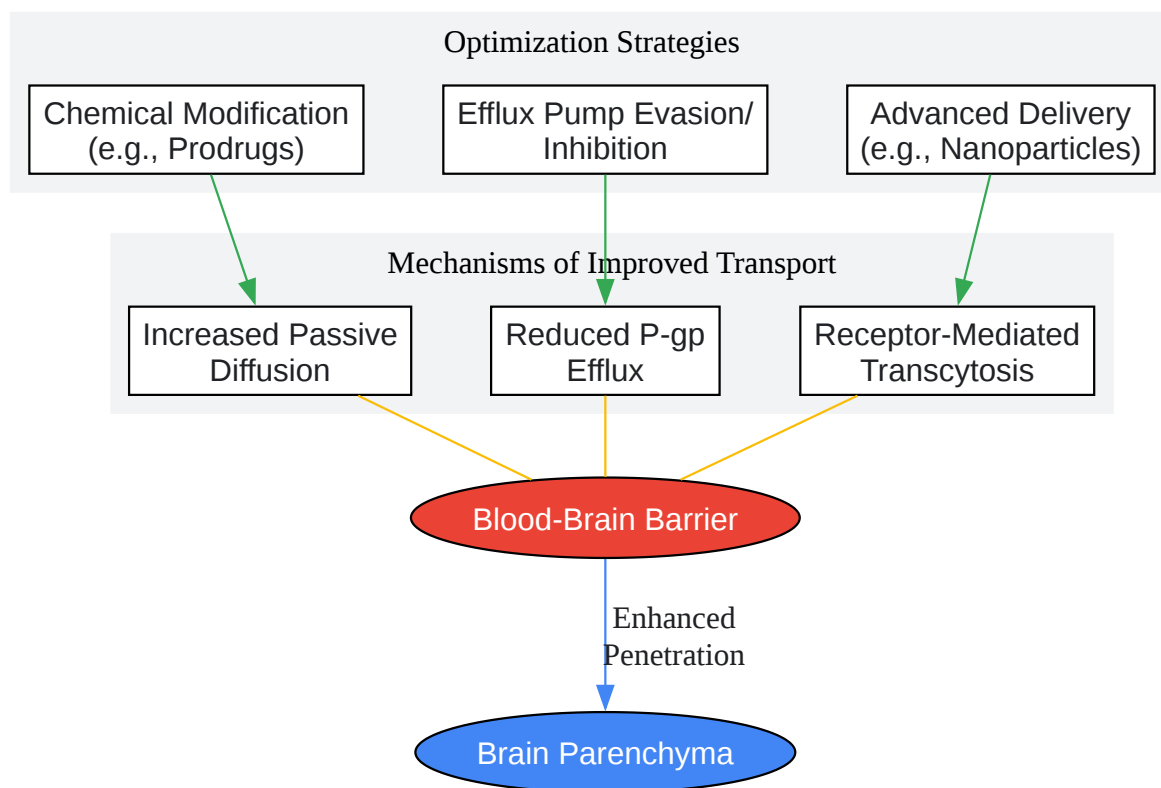 Optimization Strategies
Chemical Modification
(e.g., Prodrugs)
Efflux Pump Evasion/
Inhibition
Advanced Delivery
(e.g., Nanoparticles)
Mechanisms of Improved Transport
Increased Passive
Diffusion
Reduced P-gp
Efflux
Receptor-Mediated
Transcytosis
Blood-Brain Barrier
Enhanced
Penetration
Brain Parenchyma